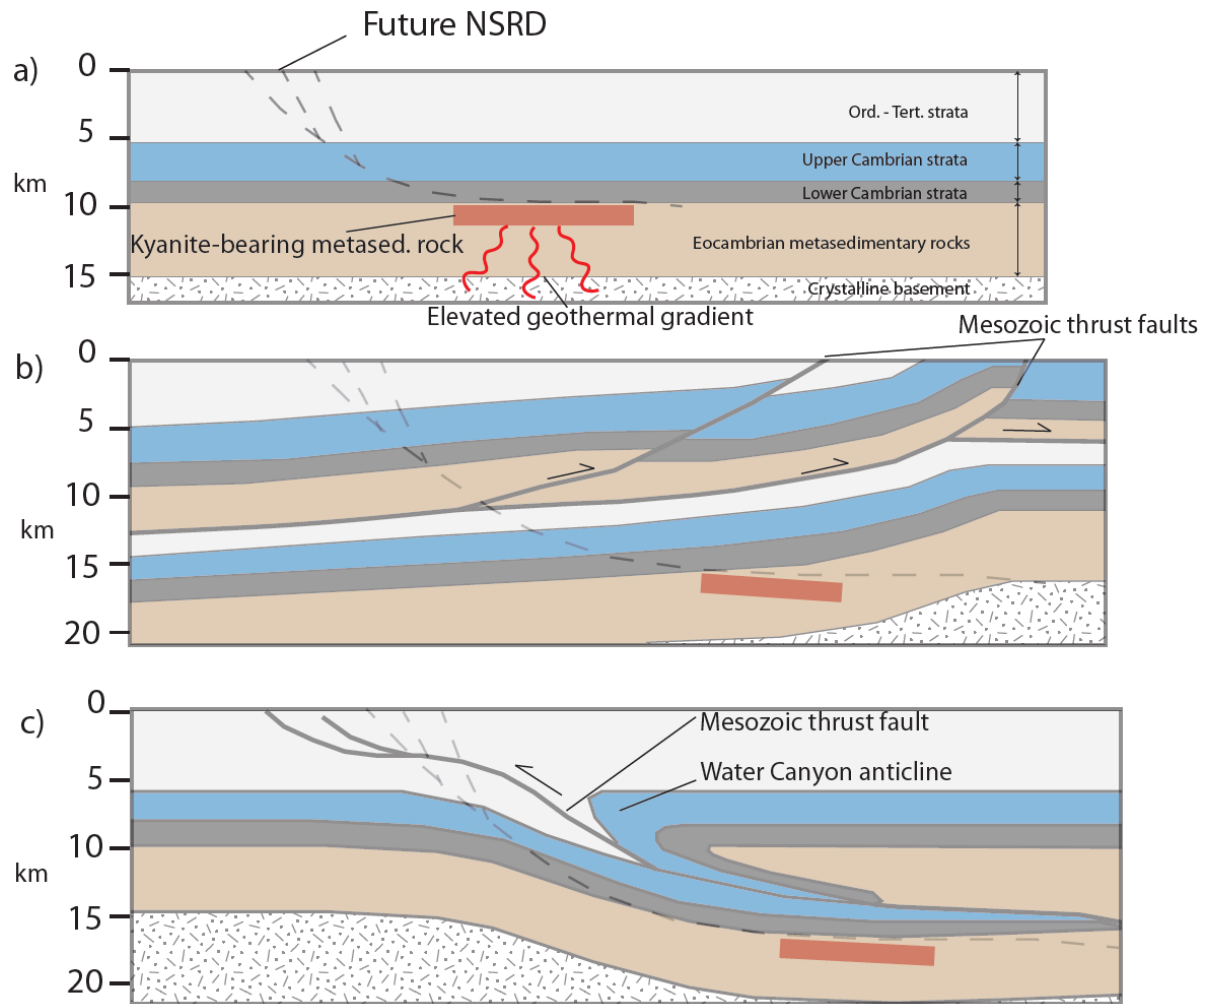 Future NSRD
a)
0
5
km
10
15
Ord. - Tert. strata
Upper Cambrian strata
Lower Cambrian strata
Kyanite-bearing metased. rock
Eocambrian metasedimentary rocks
Crystalline basement
Elevated geothermal gradient
Mesozoic thrust faults
b)
0
5
10
km
15
20
c)
0
5
10
km
15
20
Mesozoic thrust fault
Water Canyon anticline